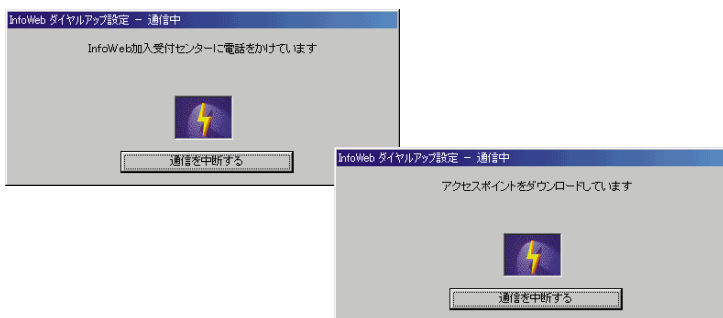 InfoWeb ダイヤルアップ設定 － 通信中
InfoWeb加入受付センターに電話をかけています
通信を中断する
InfoWeb ダイヤルアップ設定 － 通信中
アクセスポイントをダウンロードしています
通信を中断する